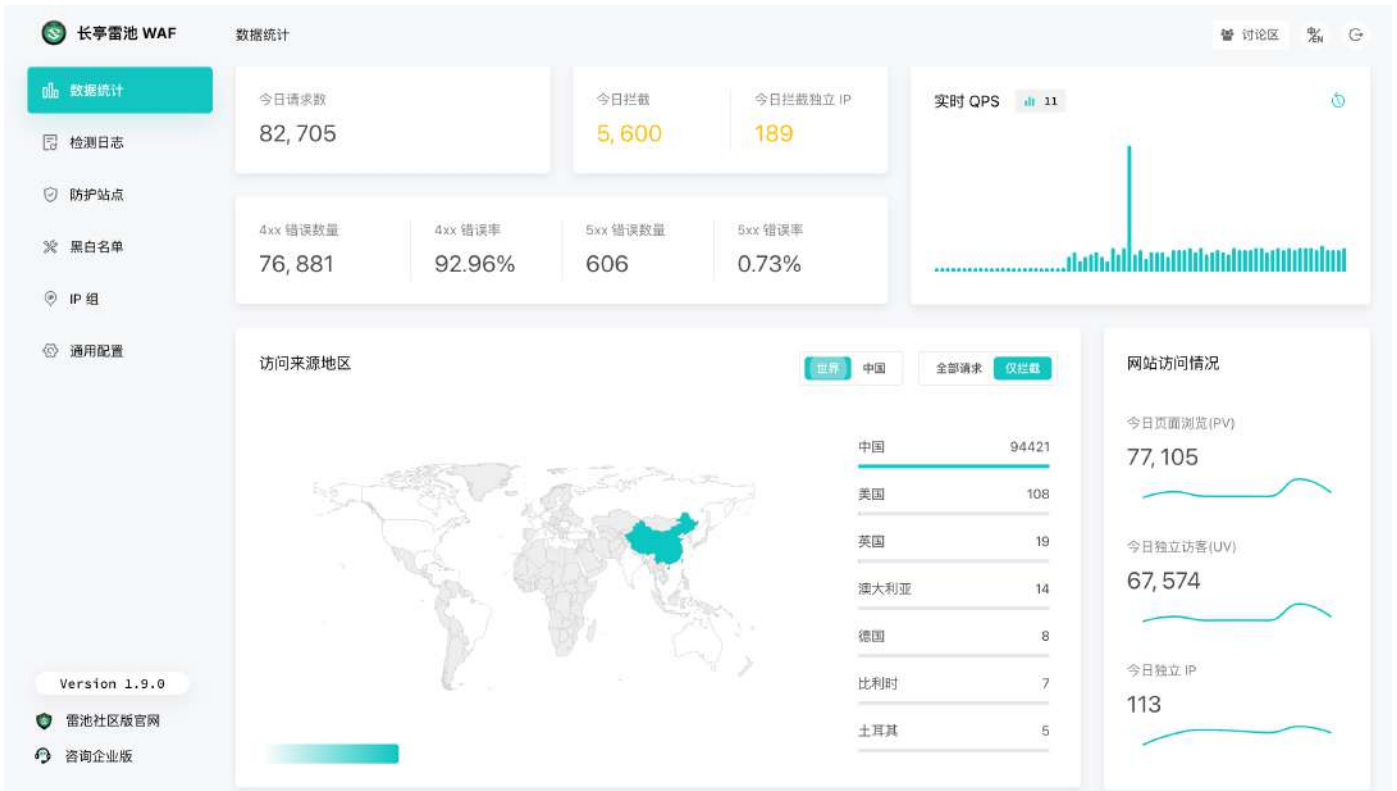 长亭雷池 WAF
数据统计
讨论区
中/EN
数据统计
检测日志
防护站点
黑白名单
IP 组
通用配置
Version 1.9.0
雷池社区版官网
咨询企业版
今日请求数
82,705
今日拦截
5,600
今日拦截独立 IP
189
实时 QPS
11
4xx 错误数量
76,881
4xx 错误率
92.96%
5xx 错误数量
606
5xx 错误率
0.73%
访问来源地区
世界 中国
全部请求 仅拦截
中国 94421
美国 108
英国 19
澳大利亚 14
德国 8
比利时 7
土耳其 5
网站访问情况
今日页面浏览(PV)
77,105
今日独立访客(UV)
67,574
今日独立 IP
113